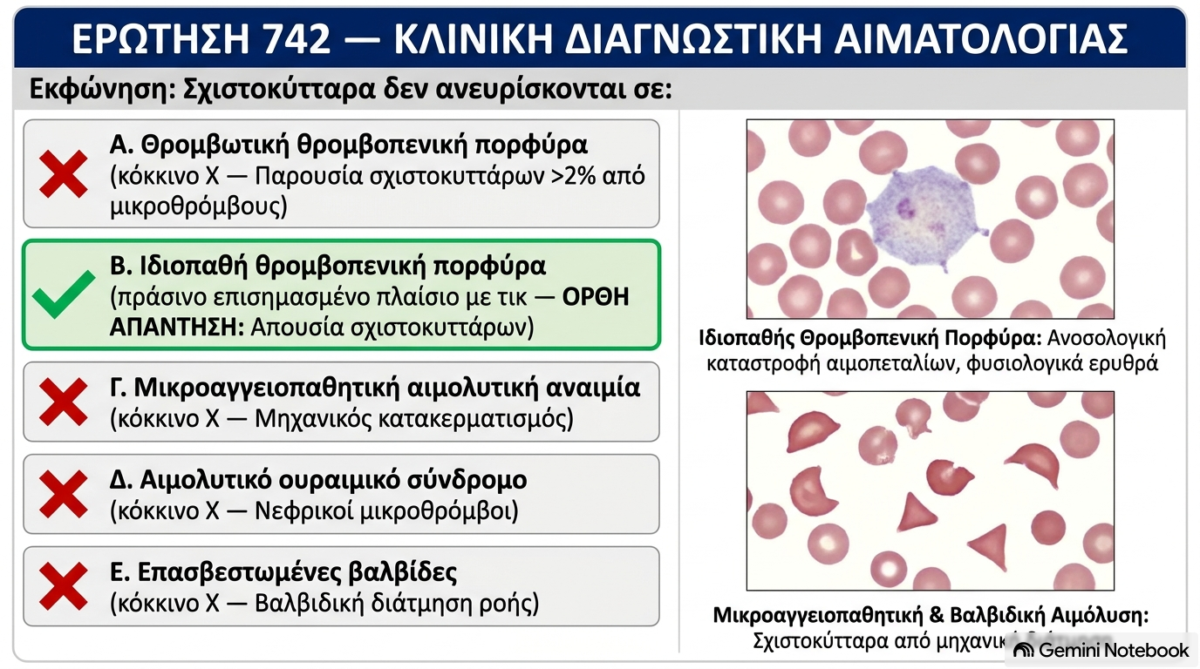 ΕΡΩΤΗΣΗ 742 — ΚΛΙΝΙΚΗ ΔΙΑΓΝΩΣΤΙΚΗ ΑΙΜΑΤΟΛΟΓΙΑΣ
Εκφώνηση: Σχιστοκύτταρα δεν ανευρίσκονται σε:
Α. Θρομβωτική θρομβοπενική πορφύρα
(κόκκινο Χ — Παρουσία σχιστοκυττάρων >2% από
μικροθρόμβους)
Β. Ιδιοπαθή θρομβοπενική πορφύρα
(πράσινο επισημασμένο πλαίσιο με τικ — ΟΡΘΗ
ΑΠΑΝΤΗΣΗ: Απουσία σχιστοκυττάρων)
Γ. Μικροαγγειοπαθητική αιμολυτική αναιμία
(κόκκινο Χ — Μηχανικός κατακερματισμός)
Δ. Αιμολυτικό ουραιμικό σύνδρομο
(κόκκινο Χ — Νεφρικοί μικροθρόμβοι)
Ε. Επασβεστωμένες βαλβίδες
(κόκκινο Χ — Βαλβιδική διάτμηση ροής)
Ιδιοπαθής Θρομβοπενική Πορφύρα: Ανοσολογική
καταστροφή αιμοπεταλίων, φυσιολογικά ερυθρά
Μικροαγγειοπαθητική & Βαλβιδική Αιμόλυση:
Σχιστοκύτταρα από
Gemini Notebook